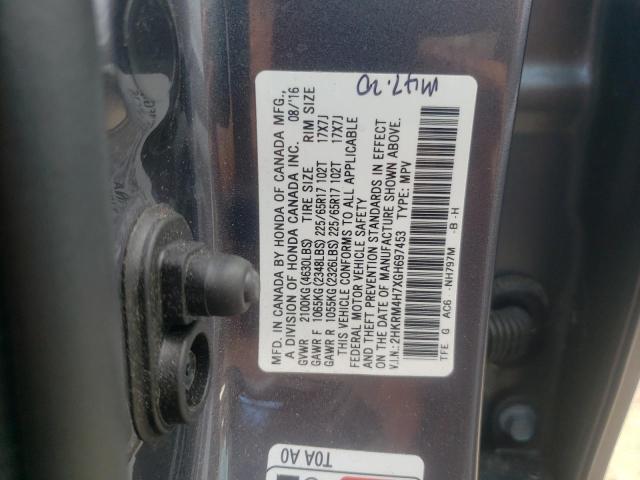 MFD. IN CANADA BY HONDA OF CANADA MFG.,
A DIVISION OF HONDA CANADA INC. 08/'16
GVWR 2100KG(4630LBS) TIRE SIZE RIM SIZE
GAWR F 1065KG(2348LBS) 225/65R17 102T 17X7J
GAWR R 1055KG(2326LBS) 225/65R17 102T 17X7J
THIS VEHICLE CONFORMS TO ALL APPLICABLE
FEDERAL MOTOR VEHICLE SAFETY
AND THEFT PREVENTION STANDARDS IN EFFECT
ON THE DATE OF MANUFACTURE SHOWN ABOVE.
V.I.N.: 2HKRM4H7XGH697453 TYPE: MPV
TFE G AC6 -NH797M -B -H
T0A A0